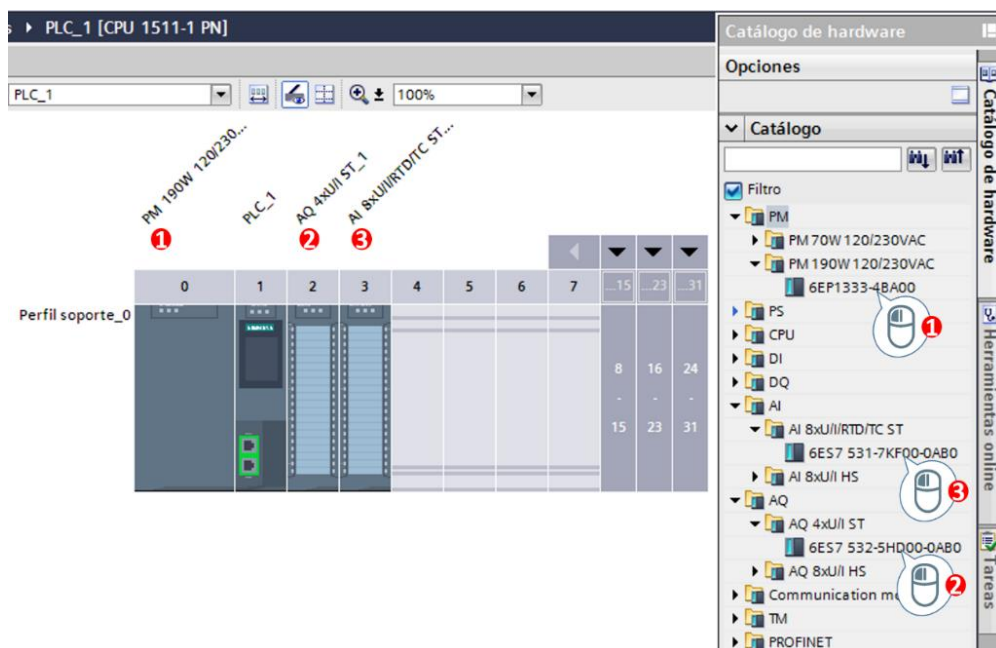 s ▸ PLC_1 [CPU 1511-1 PN]
PLC_1
100%
PM 190W 120/230...
PLC_1
AQ 4xU/I ST_1
AI 8xU/I/RTD/TC ST...
1
2
3
0 1 2 3 4 5 6 7 ...15 ...23 ...31
Perfil soporte_0
SIEMENS
8 16 24
- - -
15 23 31
Catálogo de hardware
Opciones
Catálogo
Filtro
PM
PM 70W 120/230VAC
PM 190W 120/230VAC
6EP1333-4BA00
1
PS
CPU
DI
DQ
AI
AI 8xU/I/RTD/TC ST
6ES7 531-7KF00-0AB0
3
AI 8xU/I HS
AQ
AQ 4xU/I ST
6ES7 532-5HD00-0AB0
2
AQ 8xU/I HS
Communication m
TM
PROFINET
Catálogo de hardware
Herramientas online
Tareas